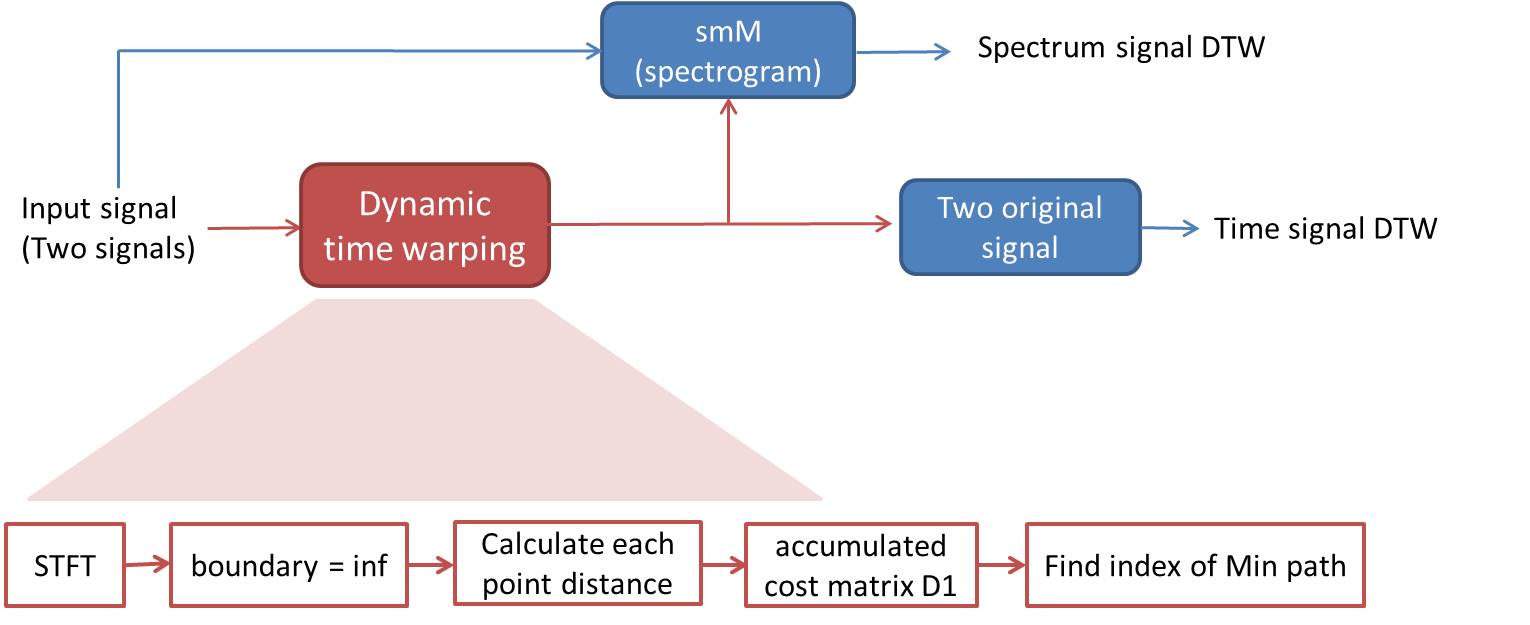 smM
(spectrogram)
Spectrum signal DTW
Input signal
(Two signals)
Dynamic
time warping
Two original
signal
Time signal DTW
STFT
boundary = inf
Calculate each
point distance
accumulated
cost matrix D1
Find index of Min path